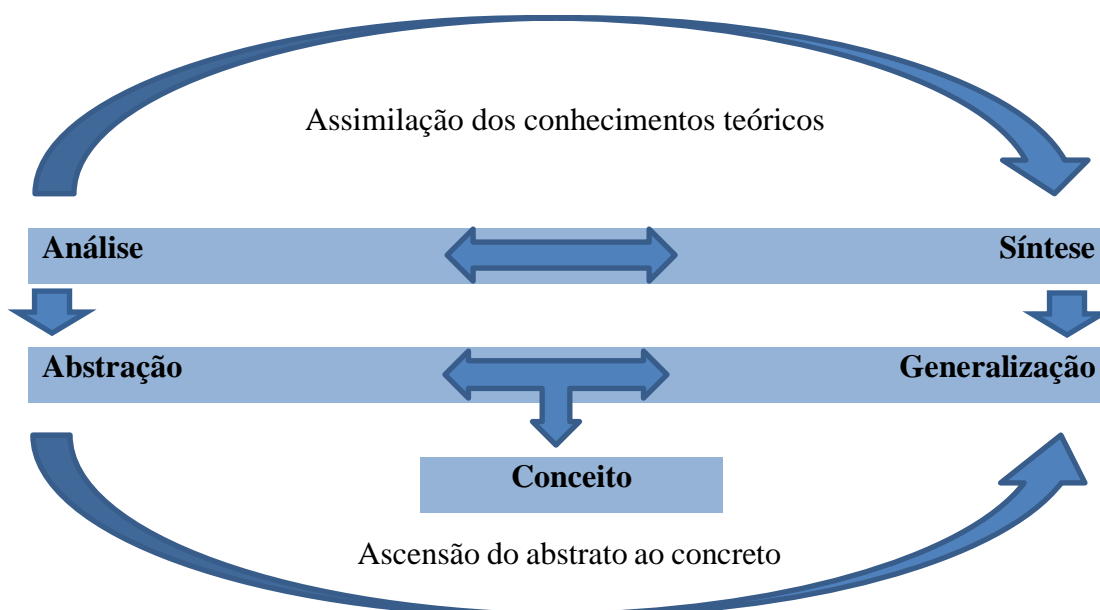 Assimilação dos conhecimentos teóricos
Análise
Síntese
Abstração
Generalização
Conceito
Ascensão do abstrato ao concreto